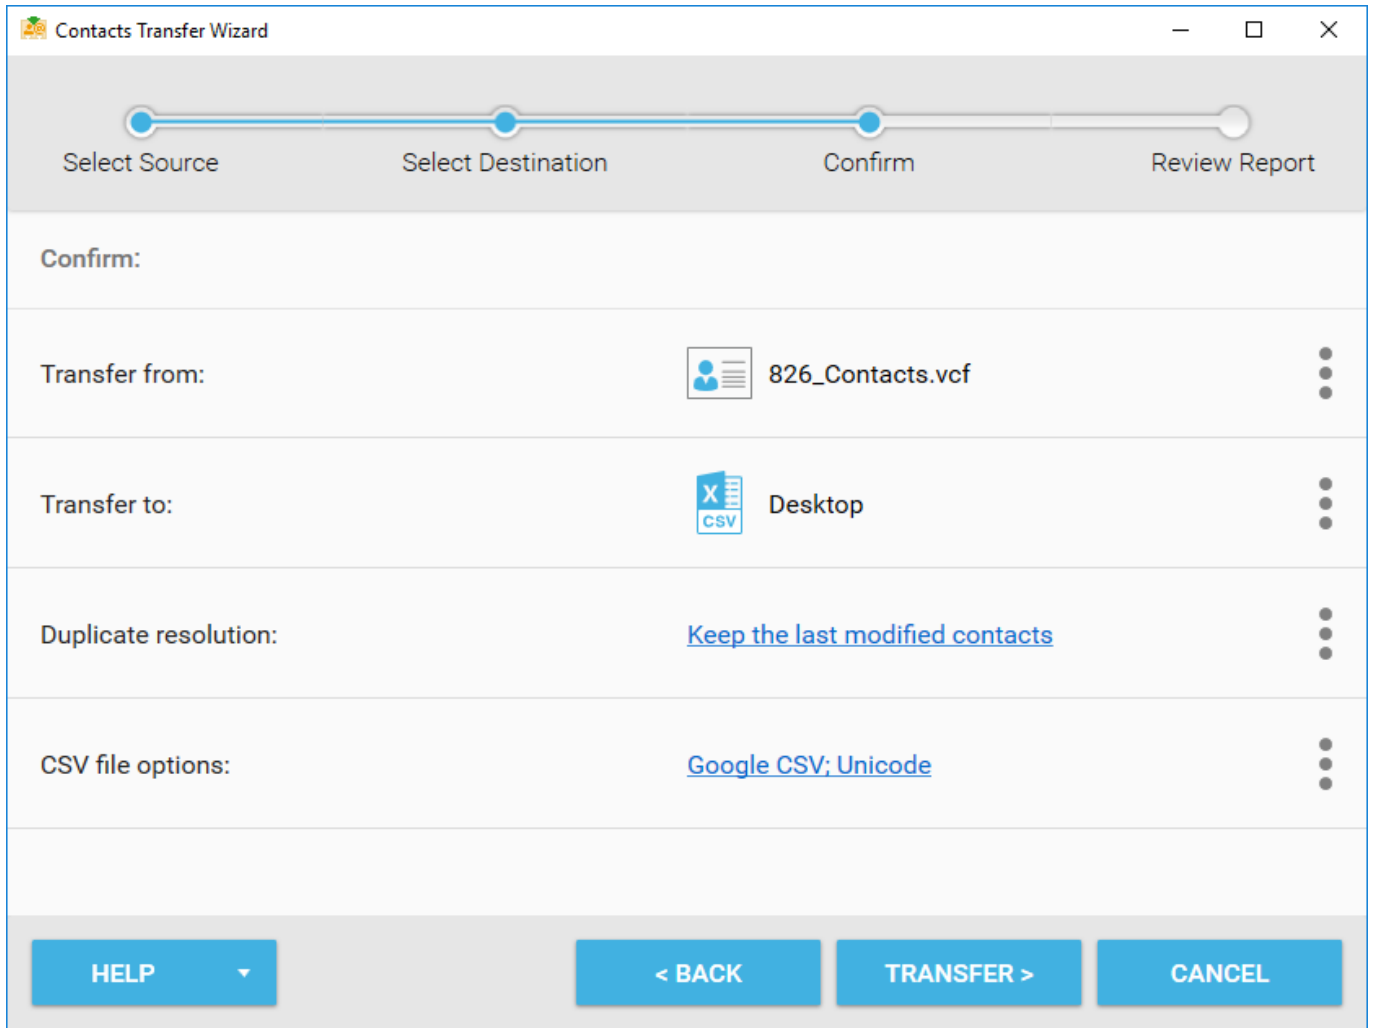 Contacts Transfer Wizard
Select Source Select Destination Confirm Review Report
Confirm:
Transfer from: 826_Contacts.vcf
Transfer to: X CSV Desktop
Duplicate resolution: Keep the last modified contacts
CSV file options: Google CSV; Unicode
HELP < BACK TRANSFER > CANCEL